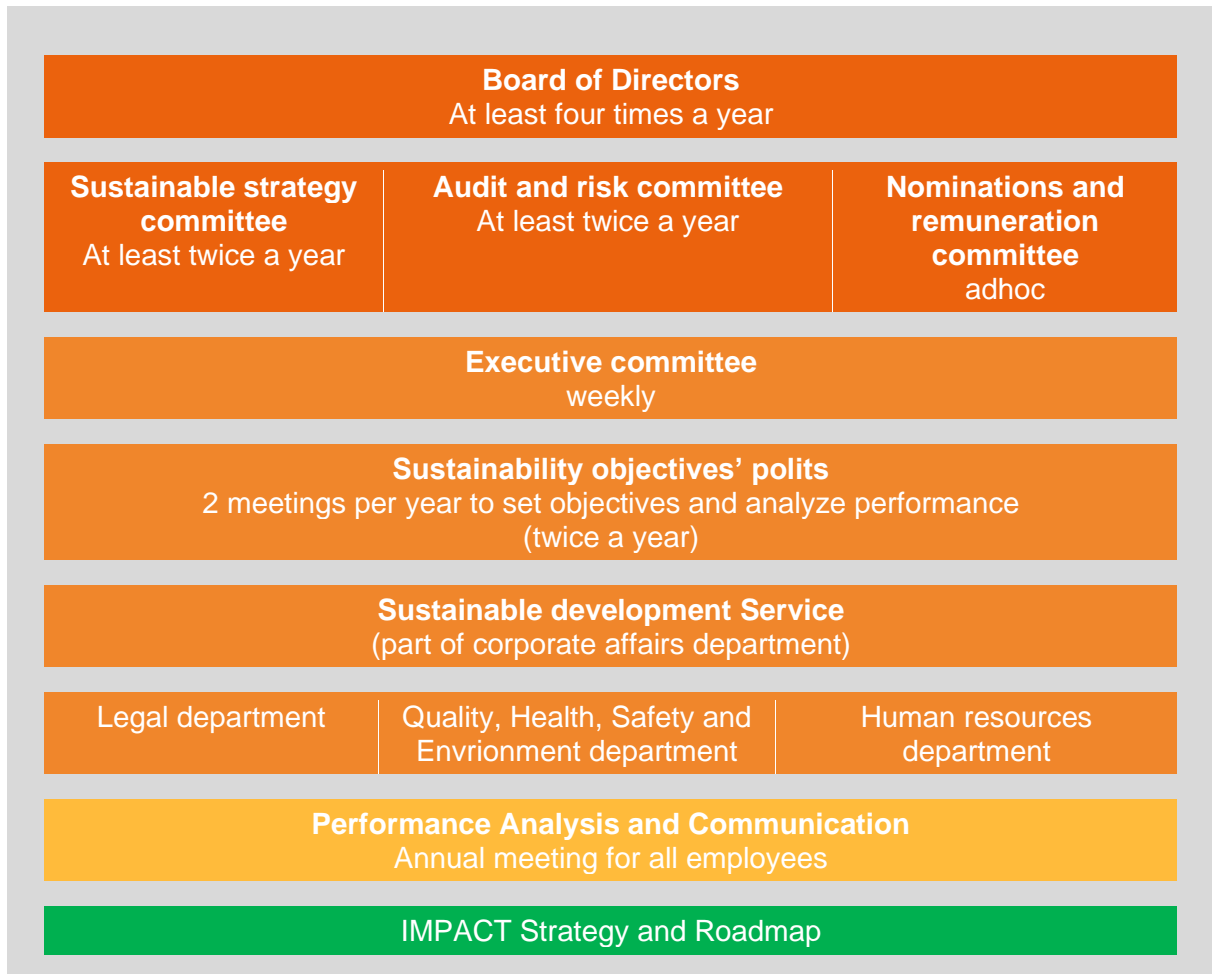 Board of Directors
At least four times a year
Sustainable strategy
committee
At least twice a year
Audit and risk committee
At least twice a year
Nominations and
remuneration
committee
adhoc
Executive committee
weekly
Sustainability objectives’ polits
2 meetings per year to set objectives and analyze performance
(twice a year)
Sustainable development Service
(part of corporate affairs department)
Legal department
Quality, Health, Safety and
Envrionment department
Human resources
department
Performance Analysis and Communication
Annual meeting for all employees
IMPACT Strategy and Roadmap